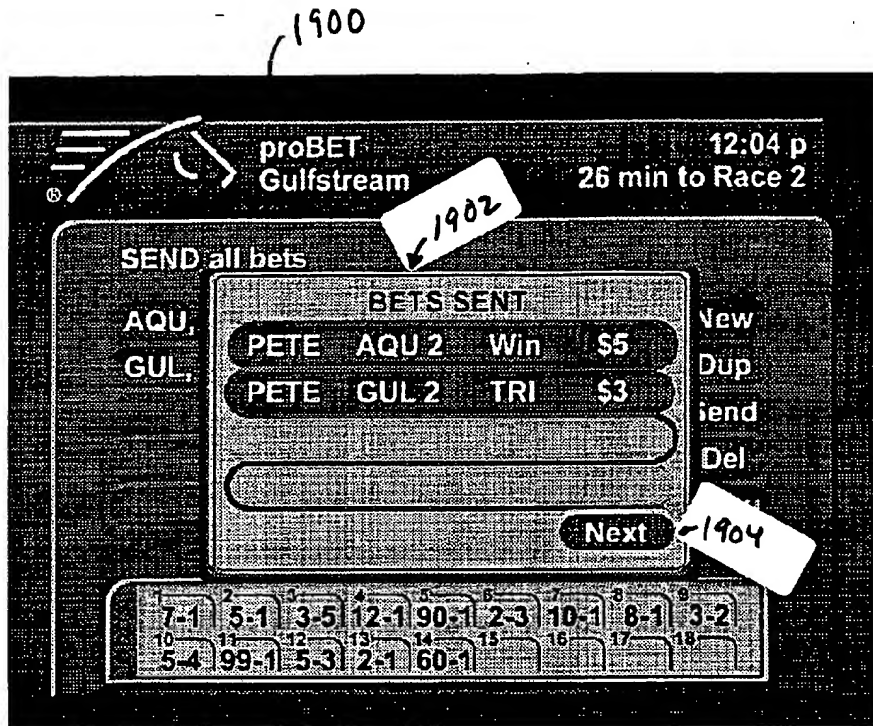 1900
proBET 12:04 p
Gulfstream 26 min to Race 2
®
1902
SEND all bets
BETS SENT
AQU, New
PETE AQU 2 Win $5
GUL, Dup
PETE GUL 2 TRI $3
Send
Del
Next 1904
1 2 3 4 5 6 7 8 9
7-1 5-1 3-5 12-1 90-1 2-3 10-1 8-1 3-2
10 11 12 13 14 15 16 17 18
5-4 99-1 5-3 2-1 60-1